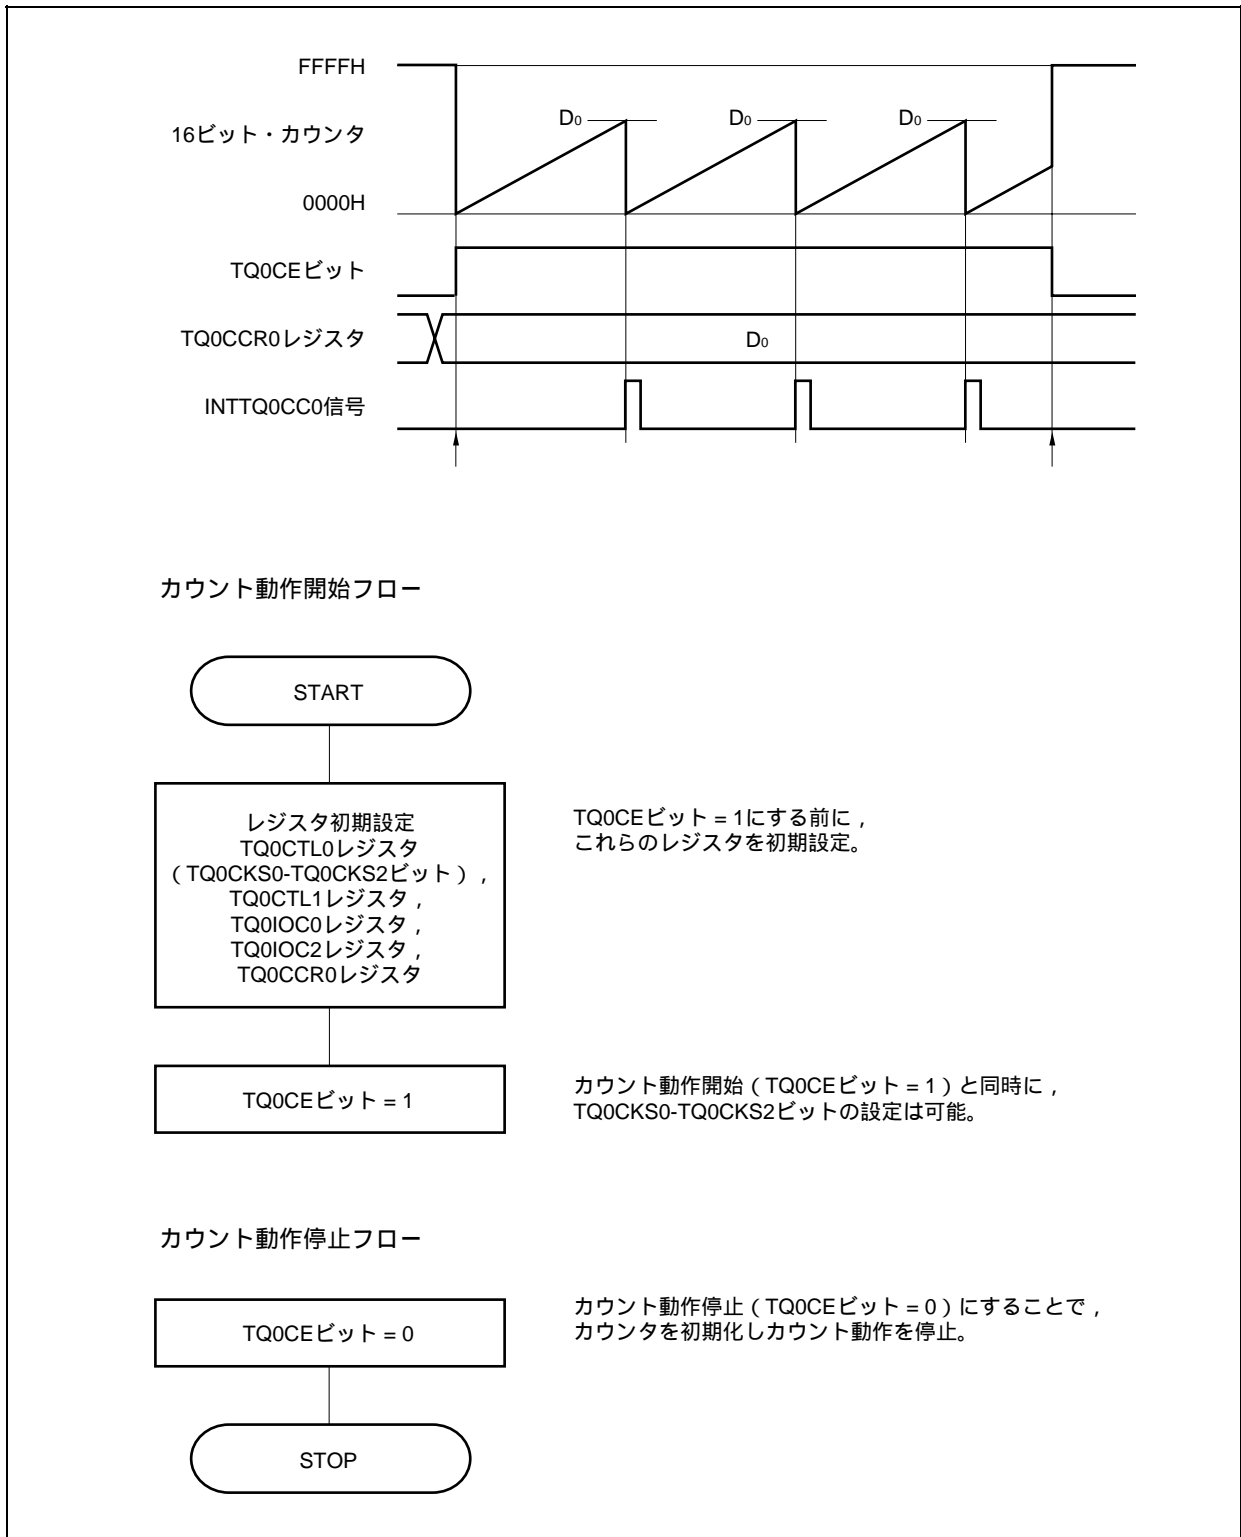 FFFFH
D0 D0 D0
16ビット・カウンタ
0000H
TQ0CEビット
TQ0CCR0レジスタ D0
INTTQ0CC0信号
カウント動作開始フロー
START
レジスタ初期設定
TQ0CTL0レジスタ
(TQ0CKS0-TQ0CKS2ビット),
TQ0CTL1レジスタ,
TQ0IOC0レジスタ,
TQ0IOC2レジスタ,
TQ0CCR0レジスタ
TQ0CEビット = 1にする前に,
これらのレジスタを初期設定。
TQ0CEビット = 1
カウント動作開始(TQ0CEビット = 1)と同時に,
TQ0CKS0-TQ0CKS2ビットの設定は可能。
カウント動作停止フロー
TQ0CEビット = 0
カウント動作停止(TQ0CEビット = 0)にすることで,
カウンタを初期化しカウント動作を停止。
STOP